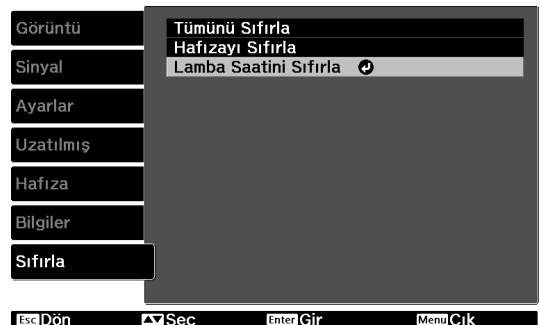 Görüntü
Sinyal
Ayarlar
Uzatılmış
Hafıza
Bilgiler
Sıfırla
Tümünü Sıfırla
Hafızayı Sıfırla
Lamba Saatini Sıfırla
Esc Dön ▲▼ Seç Enter Gir Menu Çık